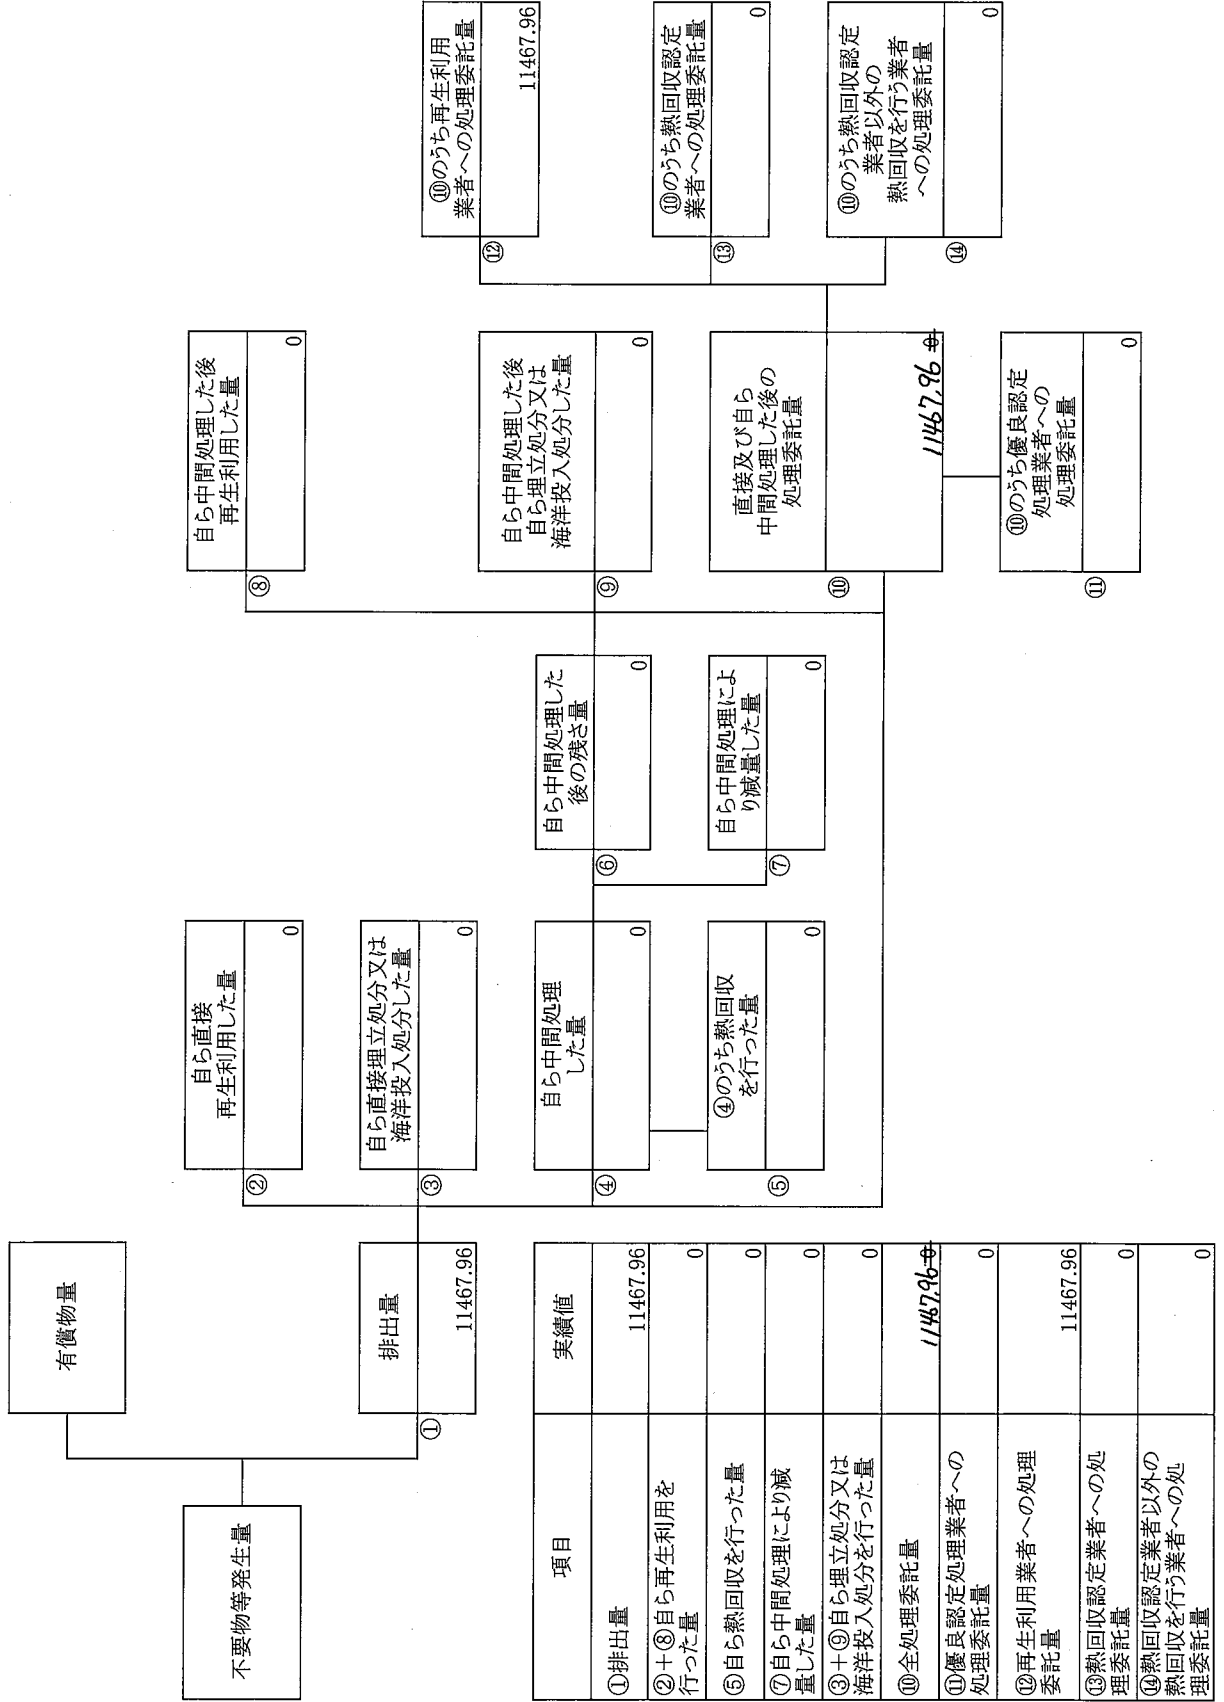 不要物等発生量
有償物量
①
排出量
11467.96
②
自ら直接
再生利用した量
0
③
自ら直接埋立処分又は
海洋投入処分した量
0
④
自ら中間処理
した量
0
⑤
④のうち熱回収
を行った量
0
⑥
自ら中間処理した
後の残さ量
0
⑦
自ら中間処理によ
り減量した量
0
⑧
自ら中間処理した後
再生利用した量
0
⑨
自ら中間処理した後
自ら埋立処分又は
海洋投入処分した量
0
⑩
直接及び自ら
中間処理した後の
処理委託量
11467.96 0
⑪
⑩のうち優良認定
処理業者への
処理委託量
0
⑫
⑩のうち再生利用
業者への処理委託量
11467.96
⑬
⑩のうち熱回収認定
業者への処理委託量
0
⑭
⑩のうち熱回収認定
業者以外の
熱回収を行う業者
への処理委託量
0
項目 実績値
①排出量 11467.96
②＋⑧自ら再生利用を
行った量 0
⑤自ら熱回収を行った量 0
⑦自ら中間処理により減
量した量 0
③＋⑨自ら埋立処分又は
海洋投入処分を行った量 0
⑩全処理委託量 11467.96 0
⑪優良認定処理業者への
処理委託量 0
⑫再生利用業者への処理
委託量 11467.96
⑬熱回収認定業者への処
理委託量 0
⑭熱回収認定業者以外の
熱回収を行う業者への処
理委託量 0